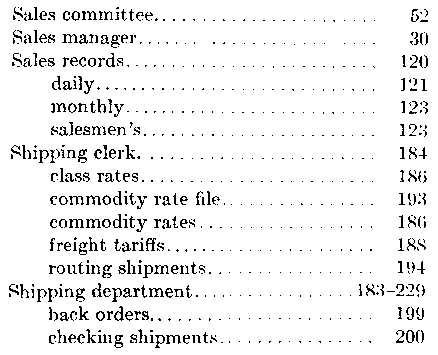 Sales committee.......................... 52
Sales manager....... .................. 30
Sales records............................ 120
daily............................... 121
monthly............................ 123
salesmen's.......................... 123
Shipping clerk........................... 184
class rates.......................... 186
commodity rate file.................. 193
commodity rates..................... 186
freight tariffs........................ 188
routing shipments................... 194
Shipping department.................. 183–229
back orders......................... 199
checking shipments.................. 200